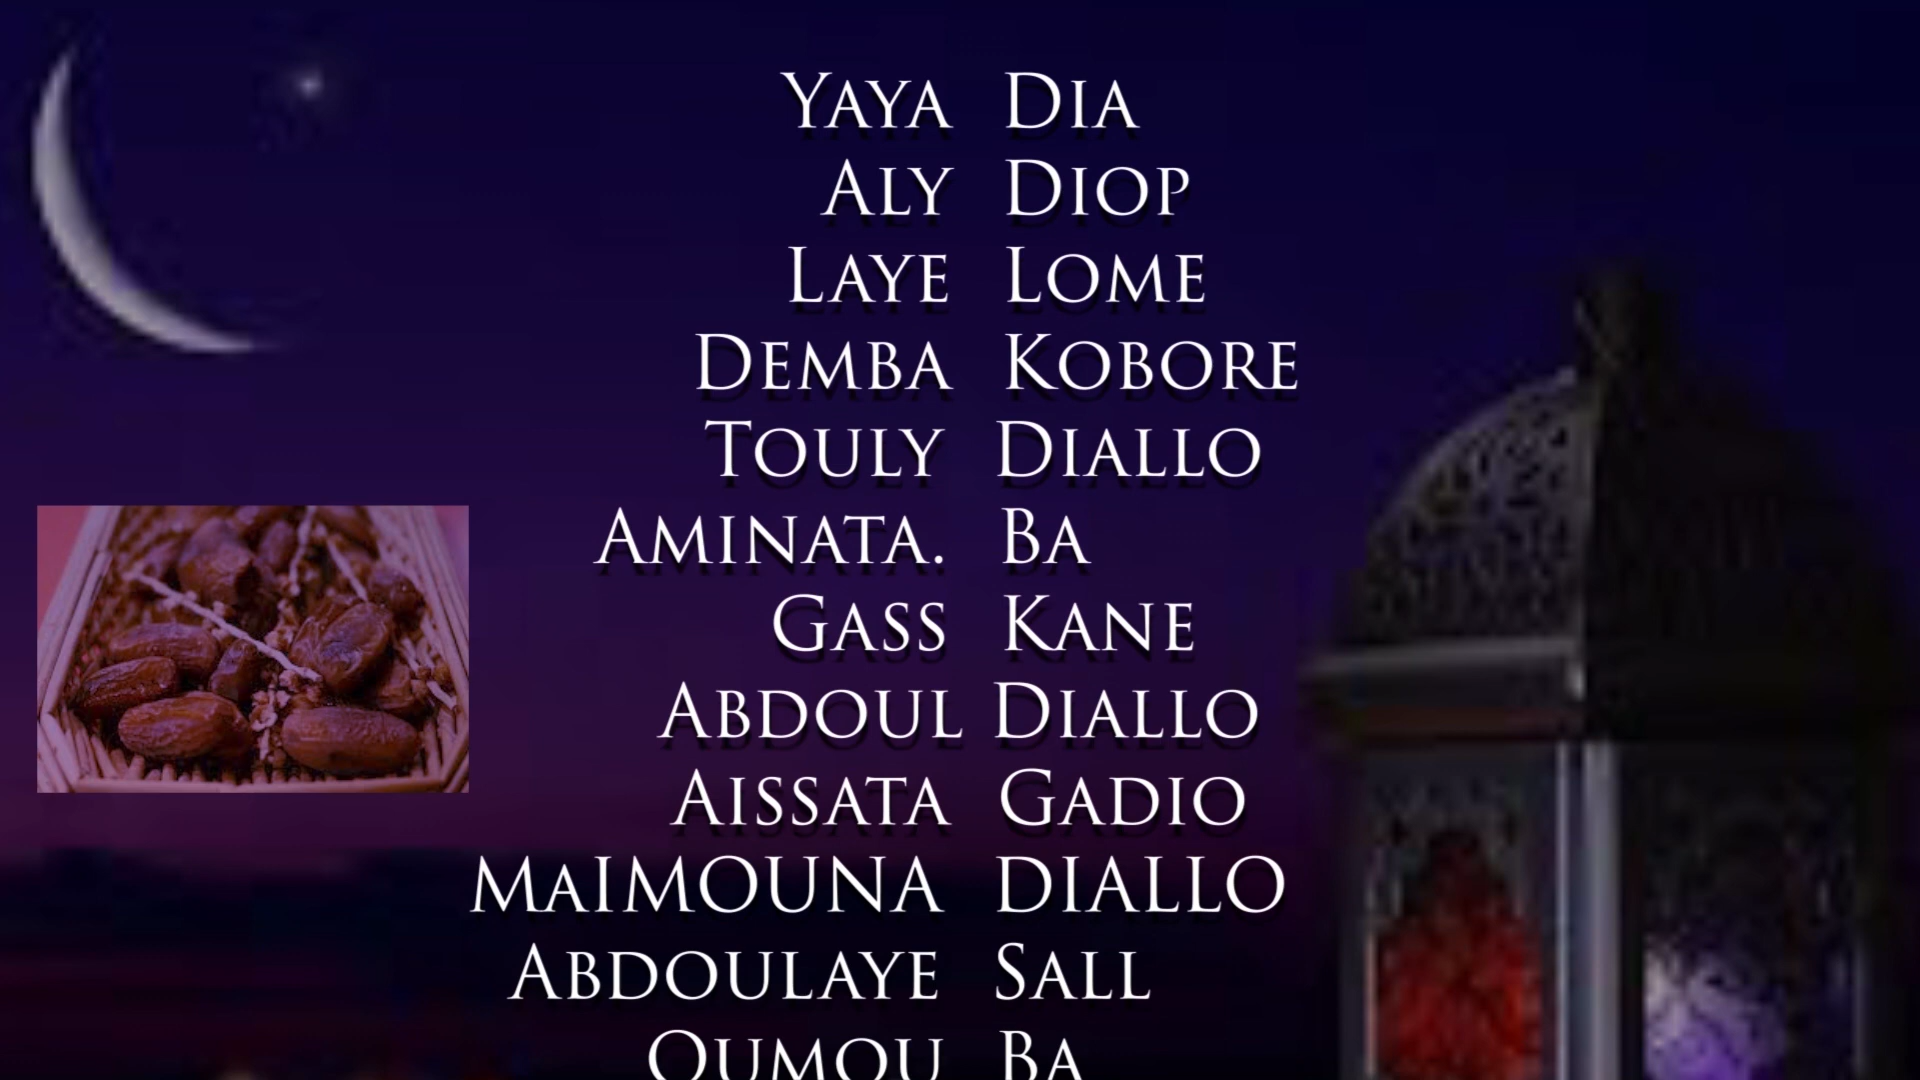 Yaya Dia
Aly Diop
Laye Lome
Demba Kobore
Touly Diallo
Aminata. Ba
Gass Kane
Abdoul Diallo
Aissata Gadio
MaIMOUNA DIALLO
Abdoulaye Sall
Oumou Ba